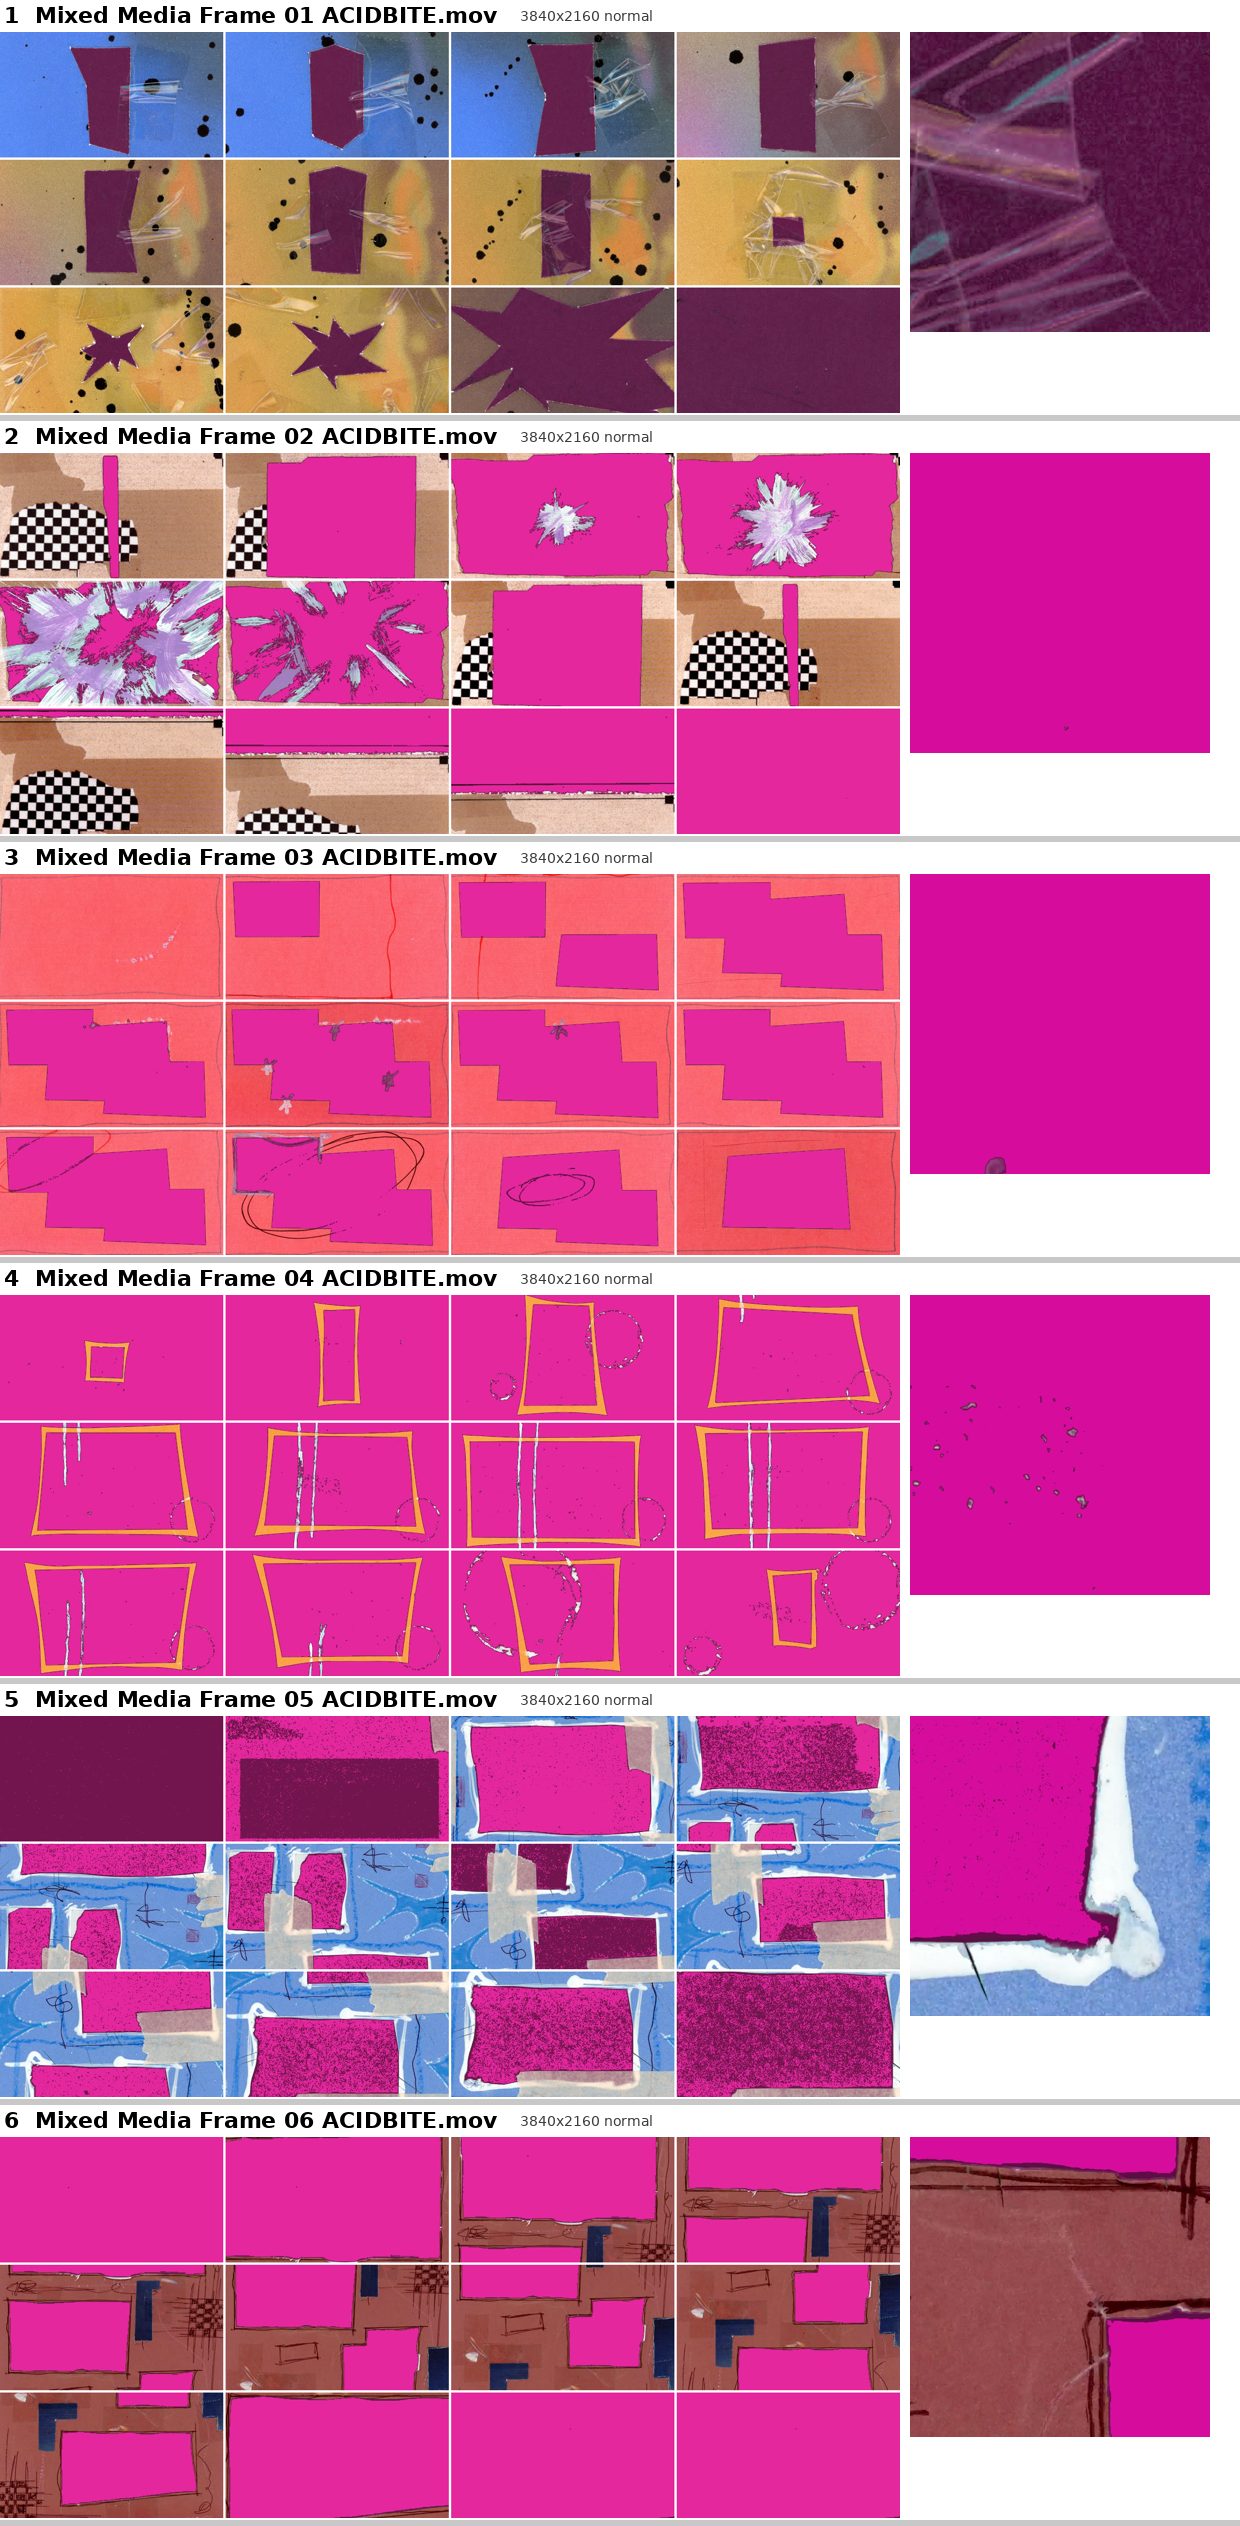 1 Mixed Media Frame 01 ACIDBITE.mov 3840x2160 normal
2 Mixed Media Frame 02 ACIDBITE.mov 3840x2160 normal
3 Mixed Media Frame 03 ACIDBITE.mov 3840x2160 normal
4 Mixed Media Frame 04 ACIDBITE.mov 3840x2160 normal
5 Mixed Media Frame 05 ACIDBITE.mov 3840x2160 normal
6 Mixed Media Frame 06 ACIDBITE.mov 3840x2160 normal